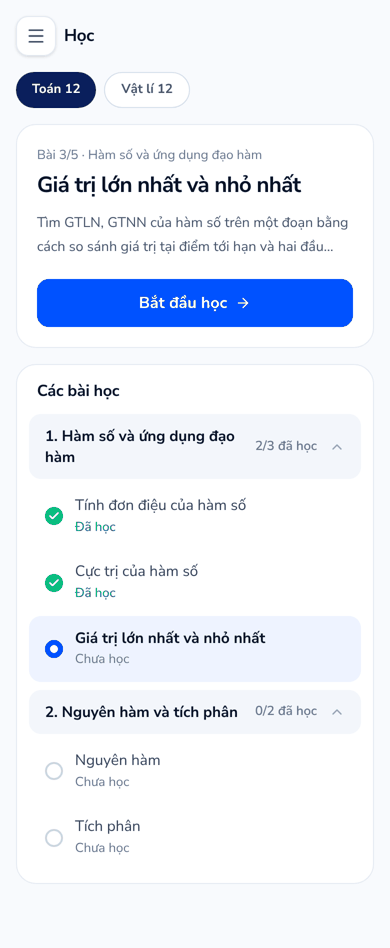 Học
Toán 12
Vật lí 12
Bài 3/5 · Hàm số và ứng dụng đạo hàm
Giá trị lớn nhất và nhỏ nhất
Tìm GTLN, GTNN của hàm số trên một đoạn bằng
cách so sánh giá trị tại điểm tới hạn và hai đầu...
Bắt đầu học →
Các bài học
1. Hàm số và ứng dụng đạo
hàm
2/3 đã học
Tính đơn điệu của hàm số
Đã học
Cực trị của hàm số
Đã học
Giá trị lớn nhất và nhỏ nhất
Chưa học
2. Nguyên hàm và tích phân
0/2 đã học
Nguyên hàm
Chưa học
Tích phân
Chưa học